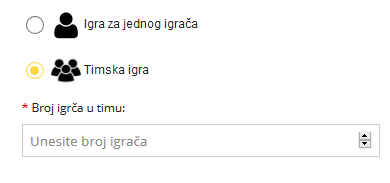 Igra za jednog igrača
Timska igra
* Broj igrča u timu:
Unesite broj igrača